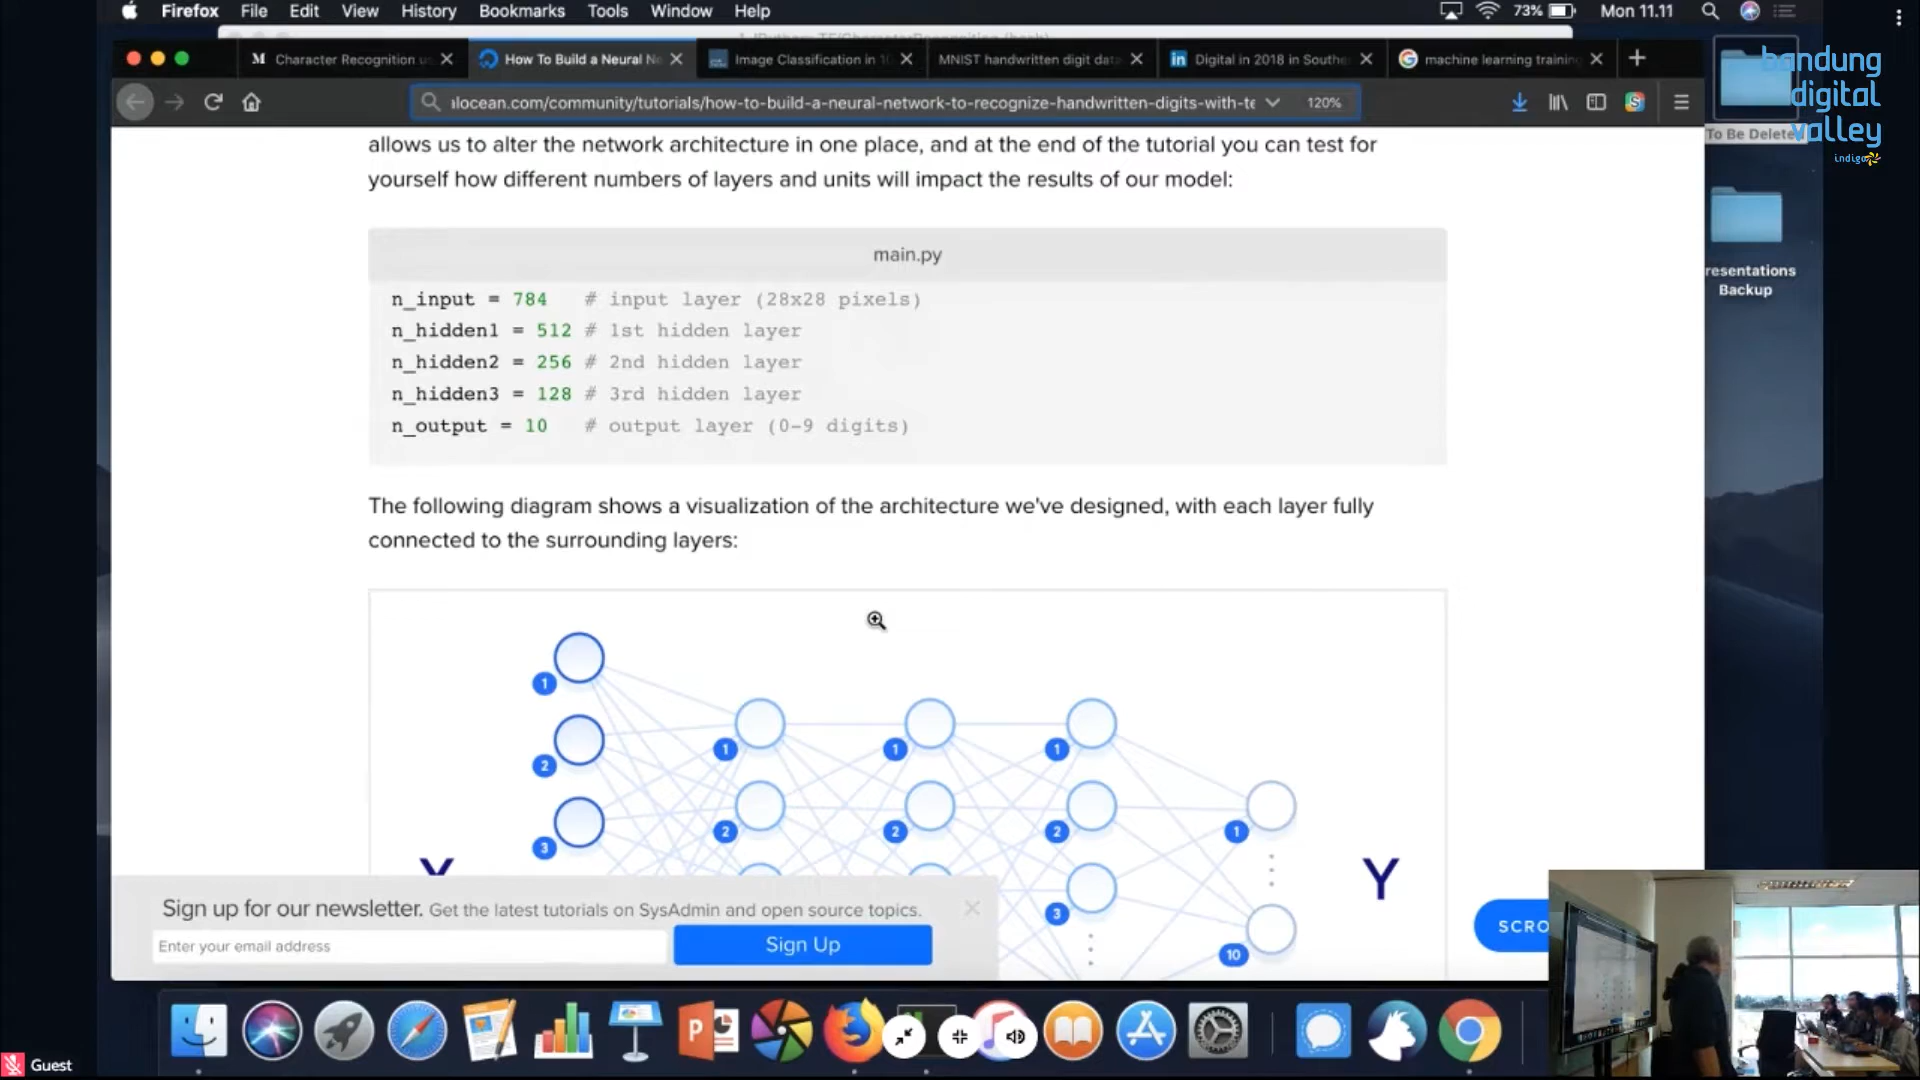 Firefox File Edit View History Bookmarks Tools Window Help 73% Mon 11.11
Character Recognition us How To Build a Neural Ne Image Classification in 10 MNIST handwritten digit data Digital in 2018 in Southe machine learning training
alocean.com/community/tutorials/how-to-build-a-neural-network-to-recognize-handwritten-digits-with-te 120%
bandung
digital
valley
indigo
To Be Delete
resentations
Backup
allows us to alter the network architecture in one place, and at the end of the tutorial you can test for
yourself how different numbers of layers and units will impact the results of our model:
main.py
n_input = 784 # input layer (28x28 pixels)
n_hidden1 = 512 # 1st hidden layer
n_hidden2 = 256 # 2nd hidden layer
n_hidden3 = 128 # 3rd hidden layer
n_output = 10 # output layer (0-9 digits)
The following diagram shows a visualization of the architecture we've designed, with each layer fully
connected to the surrounding layers:
1
2 1 1 1
3 2 2 2 1
X Y
3
10
Sign up for our newsletter. Get the latest tutorials on SysAdmin and open source topics.
Enter your email address Sign Up
SCRO
Guest